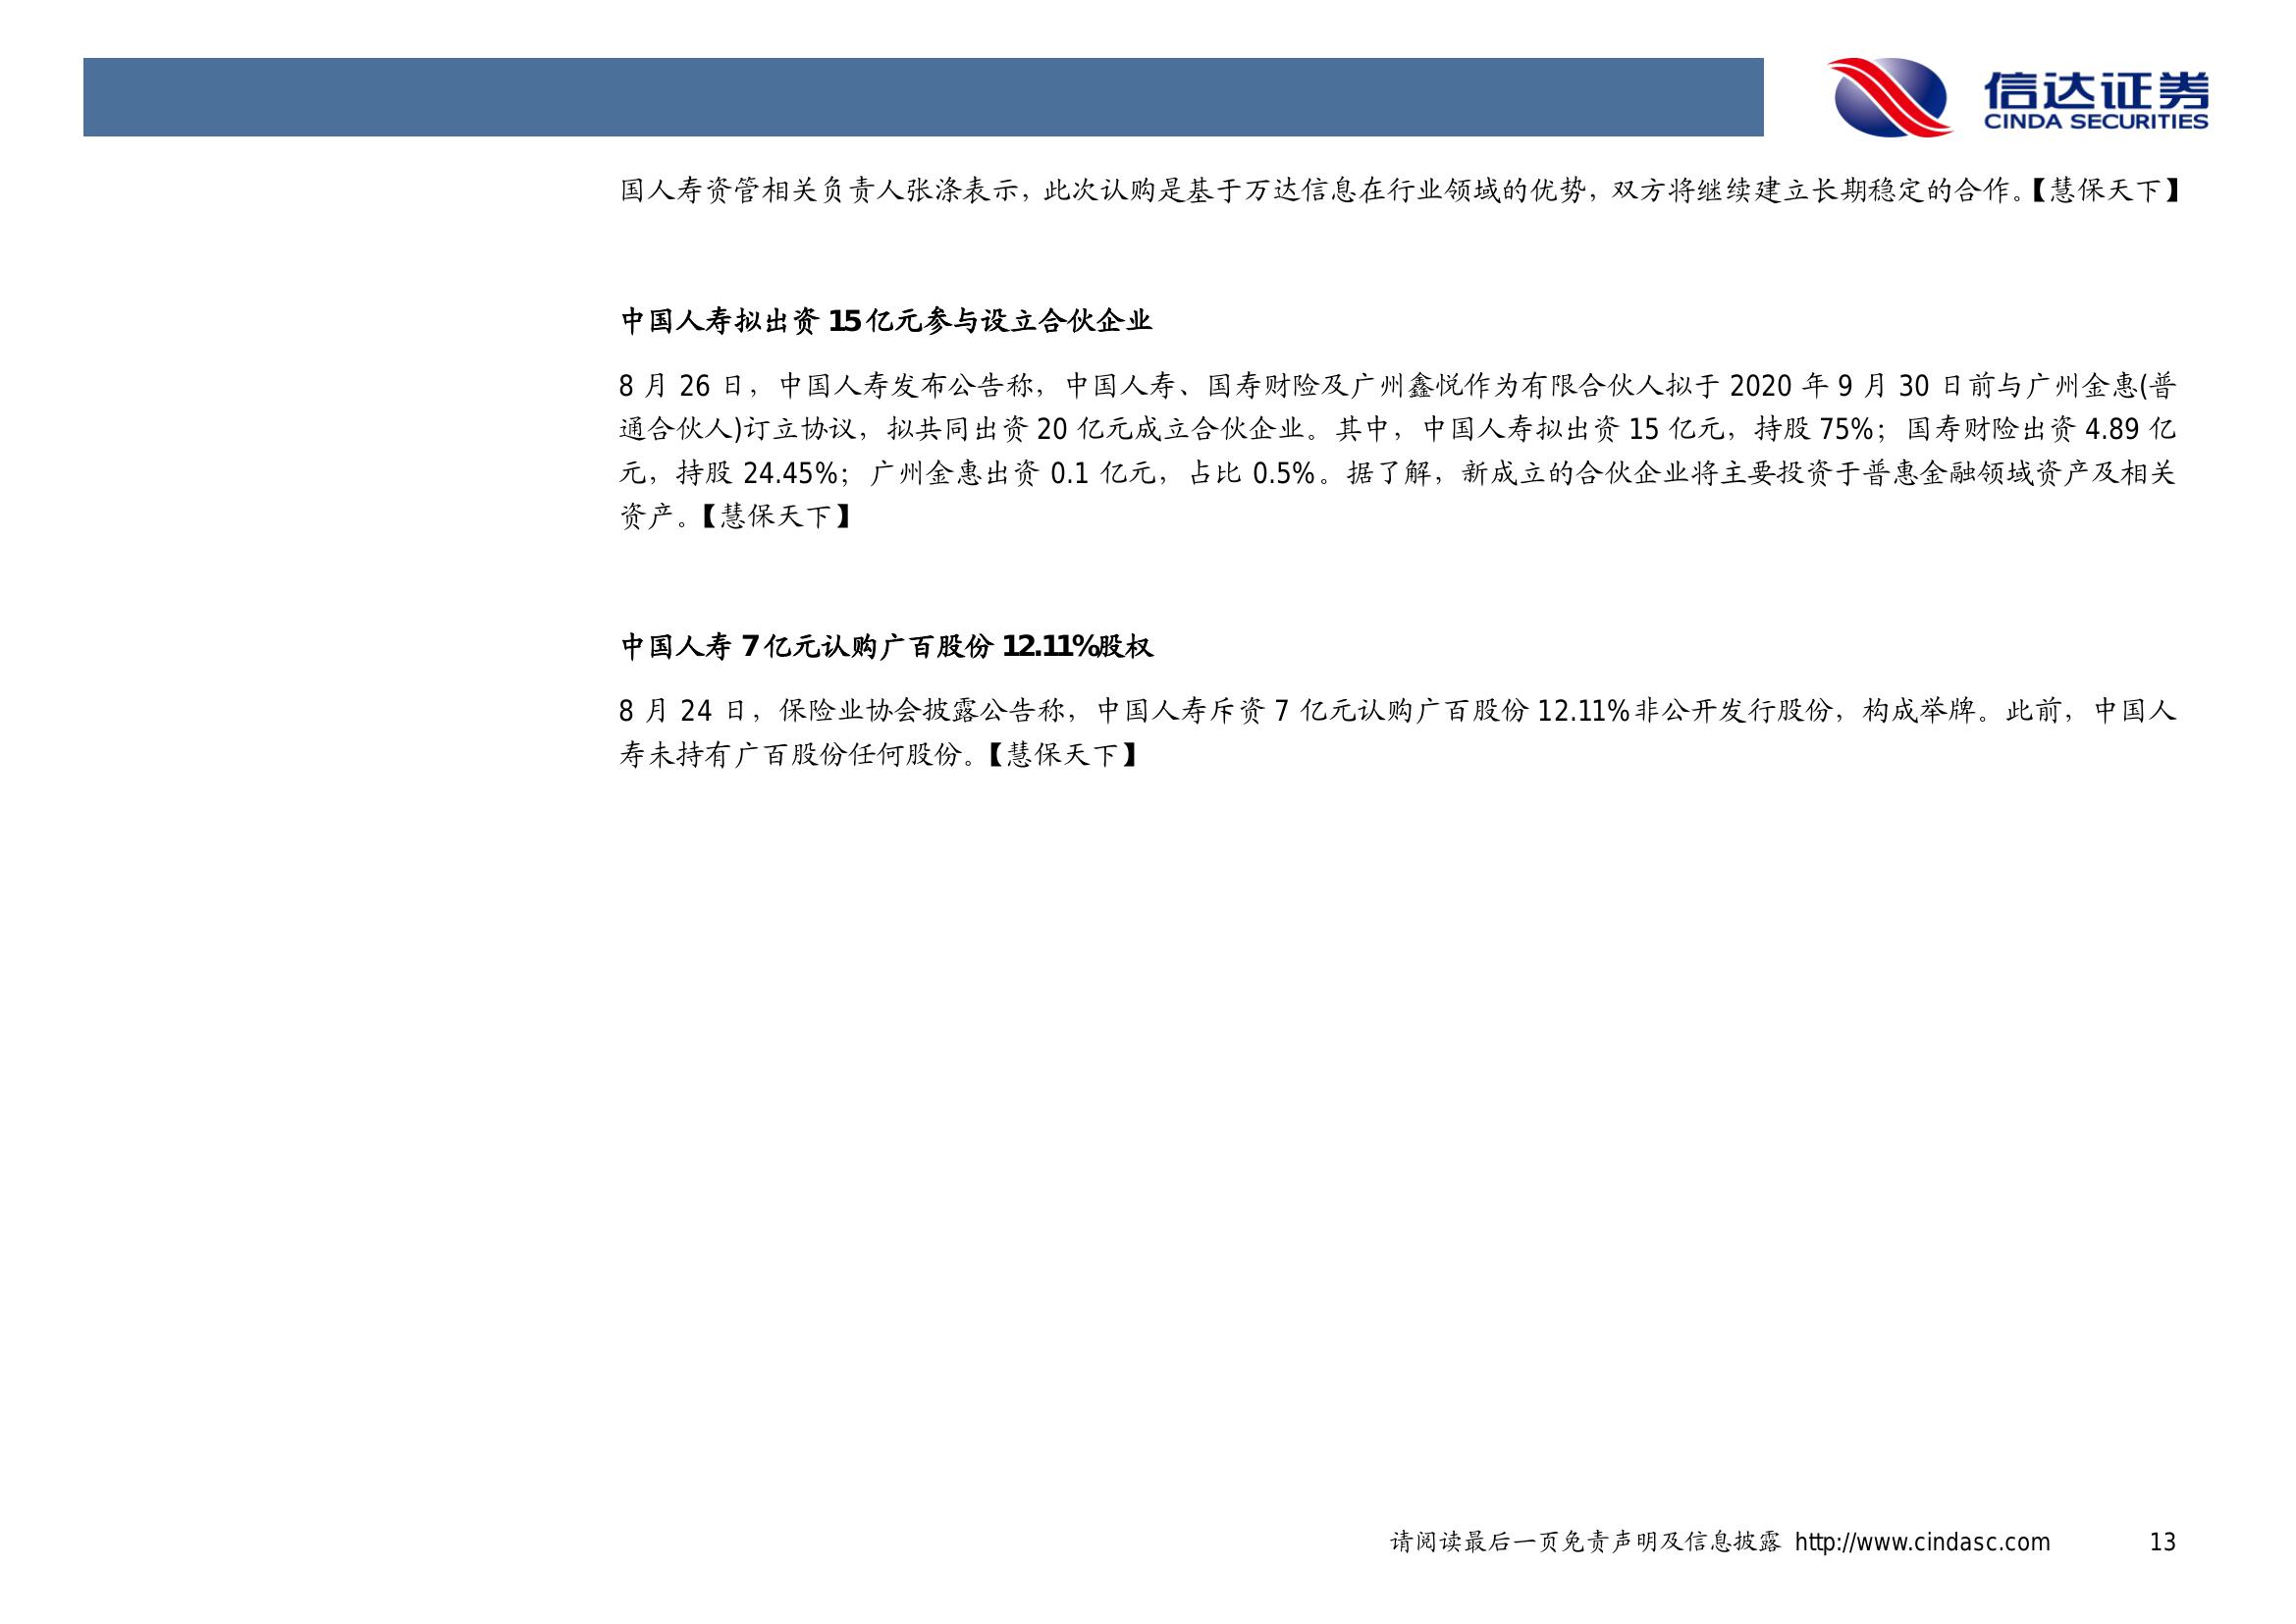 信达证券
CINDA SECURITIES
国人寿资管相关负责人张涤表示，此次认购是基于万达信息在行业领域的优势，双方将继续建立长期稳定的合作。【慧保天下】
中国人寿拟出资 15 亿元参与设立合伙企业
8 月 26 日，中国人寿发布公告称，中国人寿、国寿财险及广州鑫悦作为有限合伙人拟于 2020 年 9 月 30 日前与广州金惠(普
通合伙人)订立协议，拟共同出资 20 亿元成立合伙企业。其中，中国人寿拟出资 15 亿元，持股 75%；国寿财险出资 4.89 亿
元，持股 24.45%；广州金惠出资 0.1 亿元，占比 0.5%。据了解，新成立的合伙企业将主要投资于普惠金融领域资产及相关
资产。【慧保天下】
中国人寿 7 亿元认购广百股份 12.11%股权
8 月 24 日，保险业协会披露公告称，中国人寿斥资 7 亿元认购广百股份 12.11%非公开发行股份，构成举牌。此前，中国人
寿未持有广百股份任何股份。【慧保天下】
请阅读最后一页免责声明及信息披露 http://www.cindasc.com 13